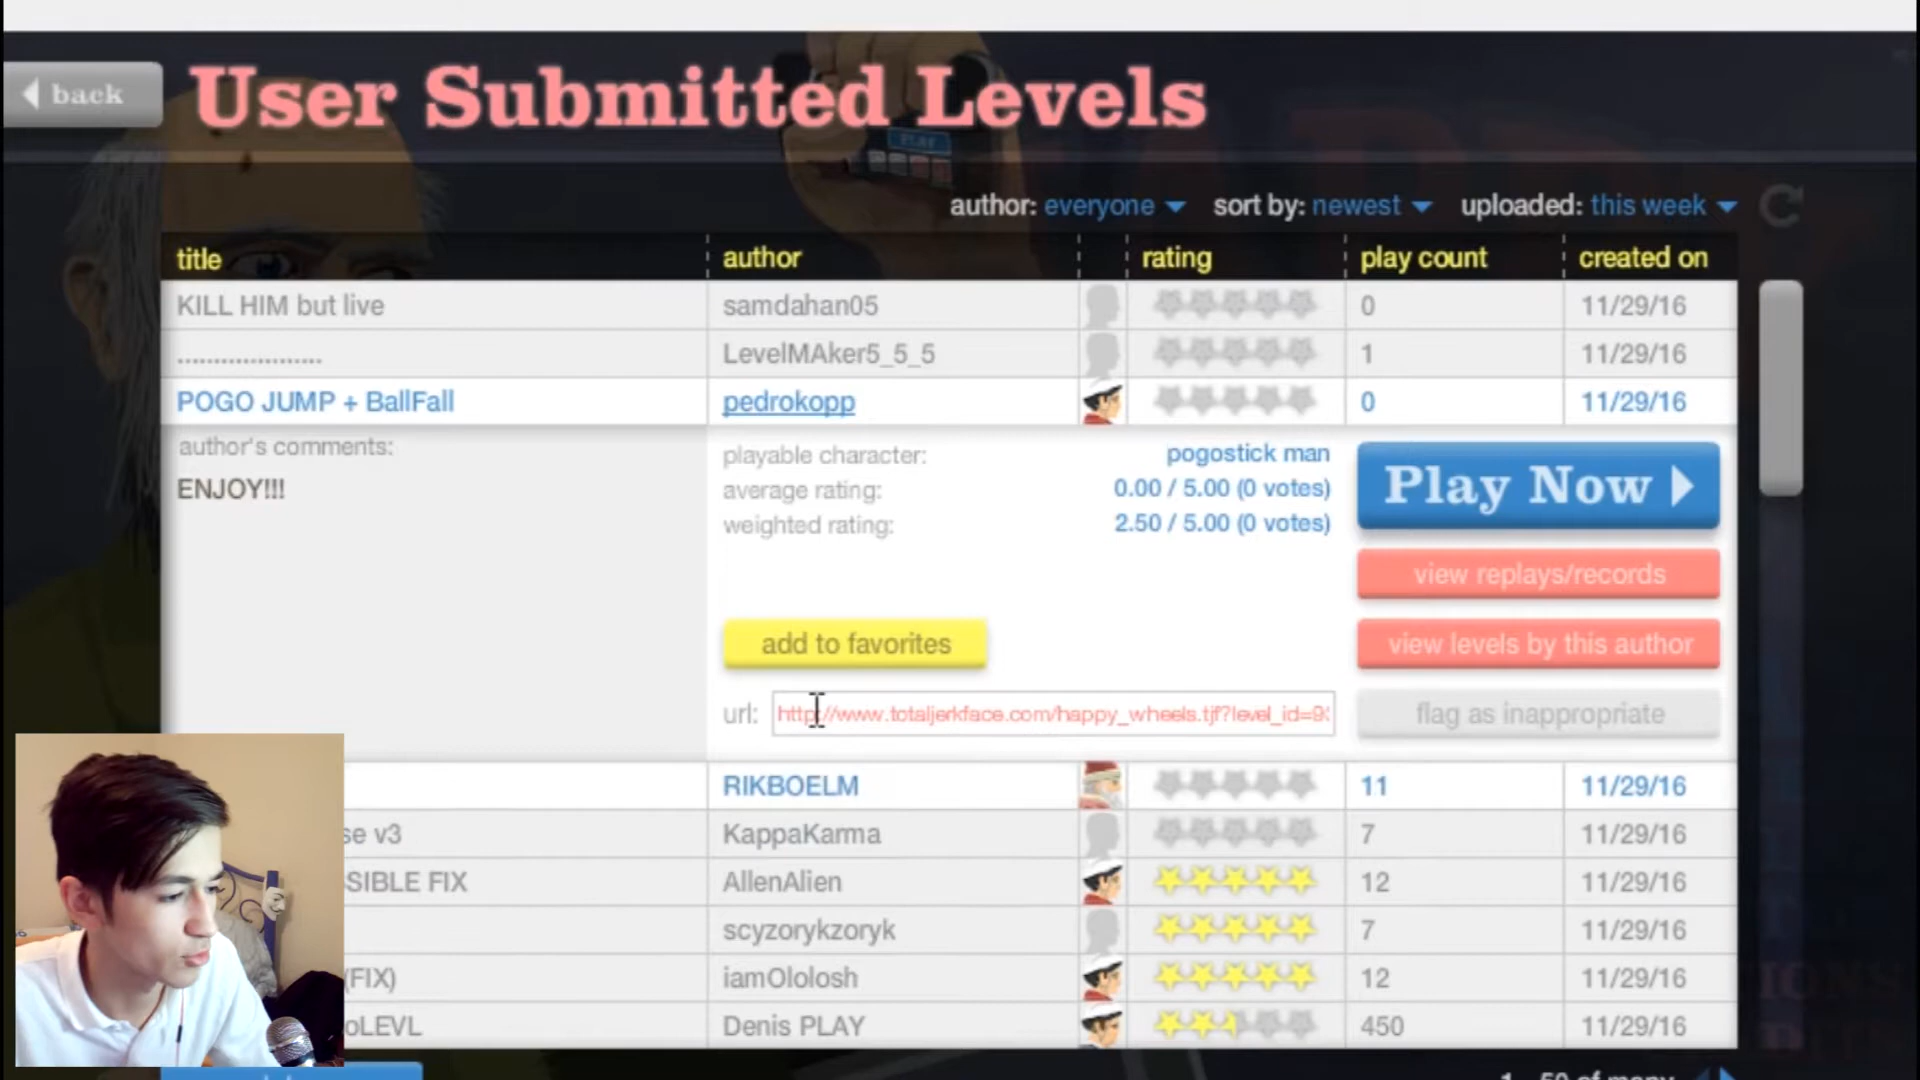 back
User Submitted Levels
PLAY
author: everyone sort by: newest uploaded: this week
title author rating play count created on
KILL HIM but live samdahan05 0 11/29/16
..................... LevelMAker5_5_5 1 11/29/16
POGO JUMP + BallFall pedrokopp 0 11/29/16
author's comments:
ENJOY!!!
playable character: pogostick man
average rating: 0.00 / 5.00 (0 votes)
weighted rating: 2.50 / 5.00 (0 votes)
Play Now
view replays/records
add to favorites
view levels by this author
url: http://www.totaljerkface.com/happy_wheels.tjf?level_id=9
flag as inappropriate
RIKBOELM 11 11/29/16
se v3 KappaKarma 7 11/29/16
SIBLE FIX AllenAlien 12 11/29/16
scyzorykzoryk 7 11/29/16
(FIX) iamOlolosh 12 11/29/16
oLEVL Denis PLAY 450 11/29/16
1 - 50 of many